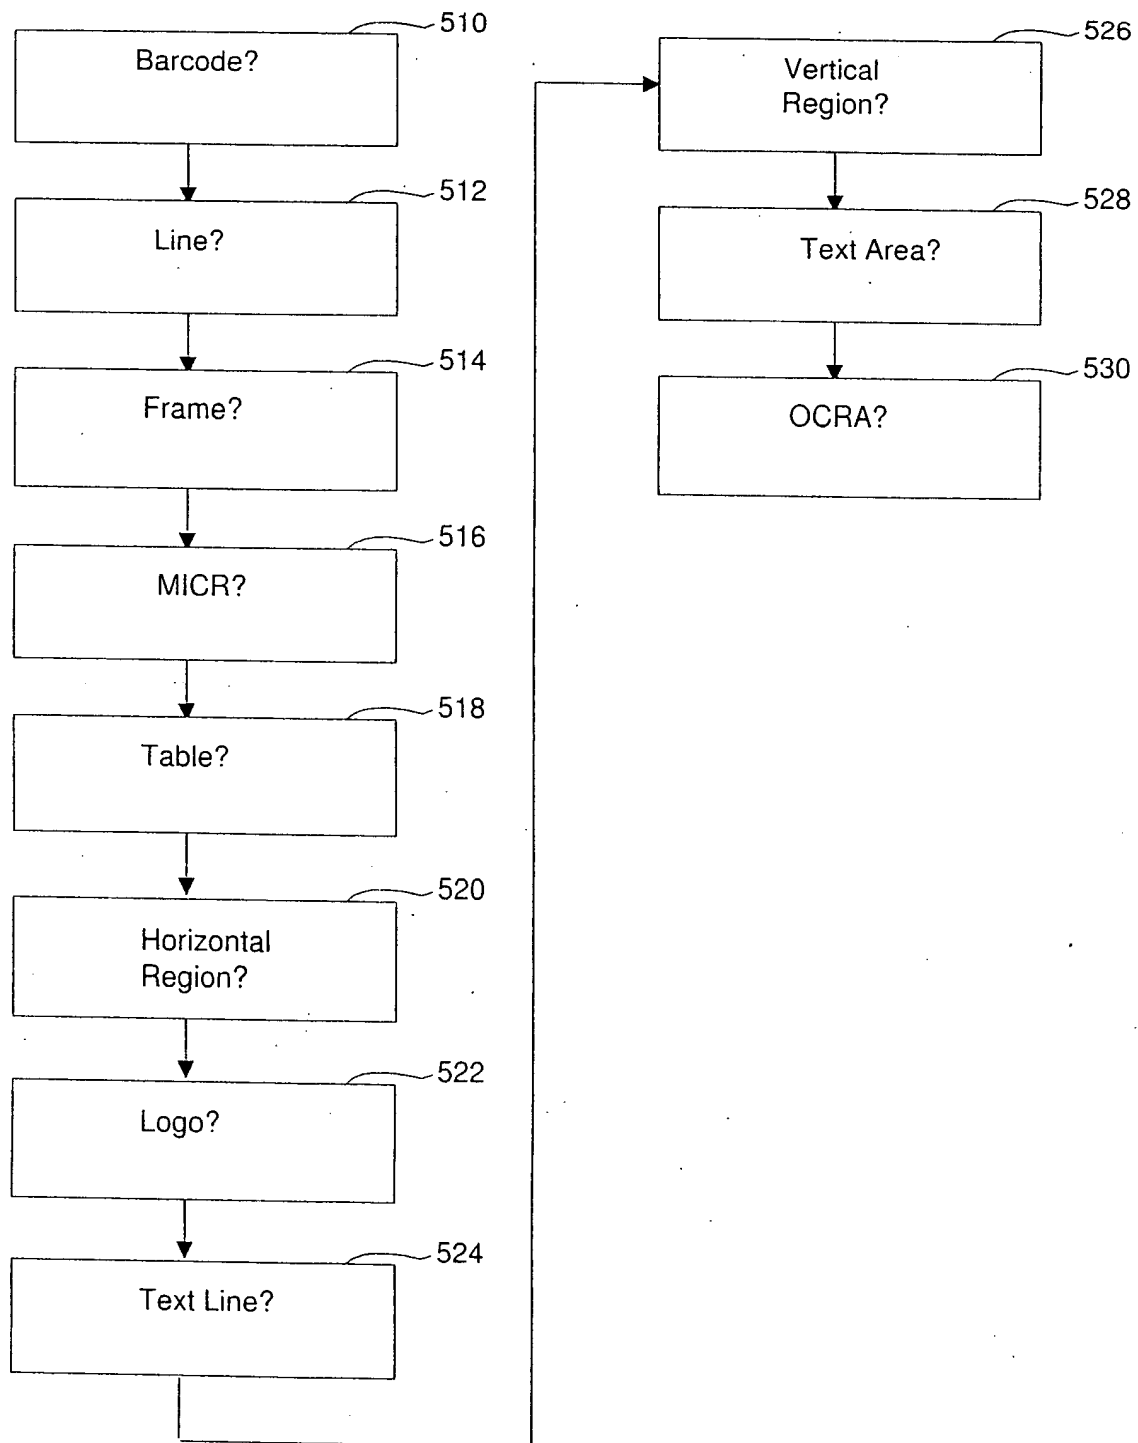 510
Barcode?
512
Line?
514
Frame?
516
MICR?
518
Table?
520
Horizontal
Region?
522
Logo?
524
Text Line?
526
Vertical
Region?
528
Text Area?
530
OCRA?